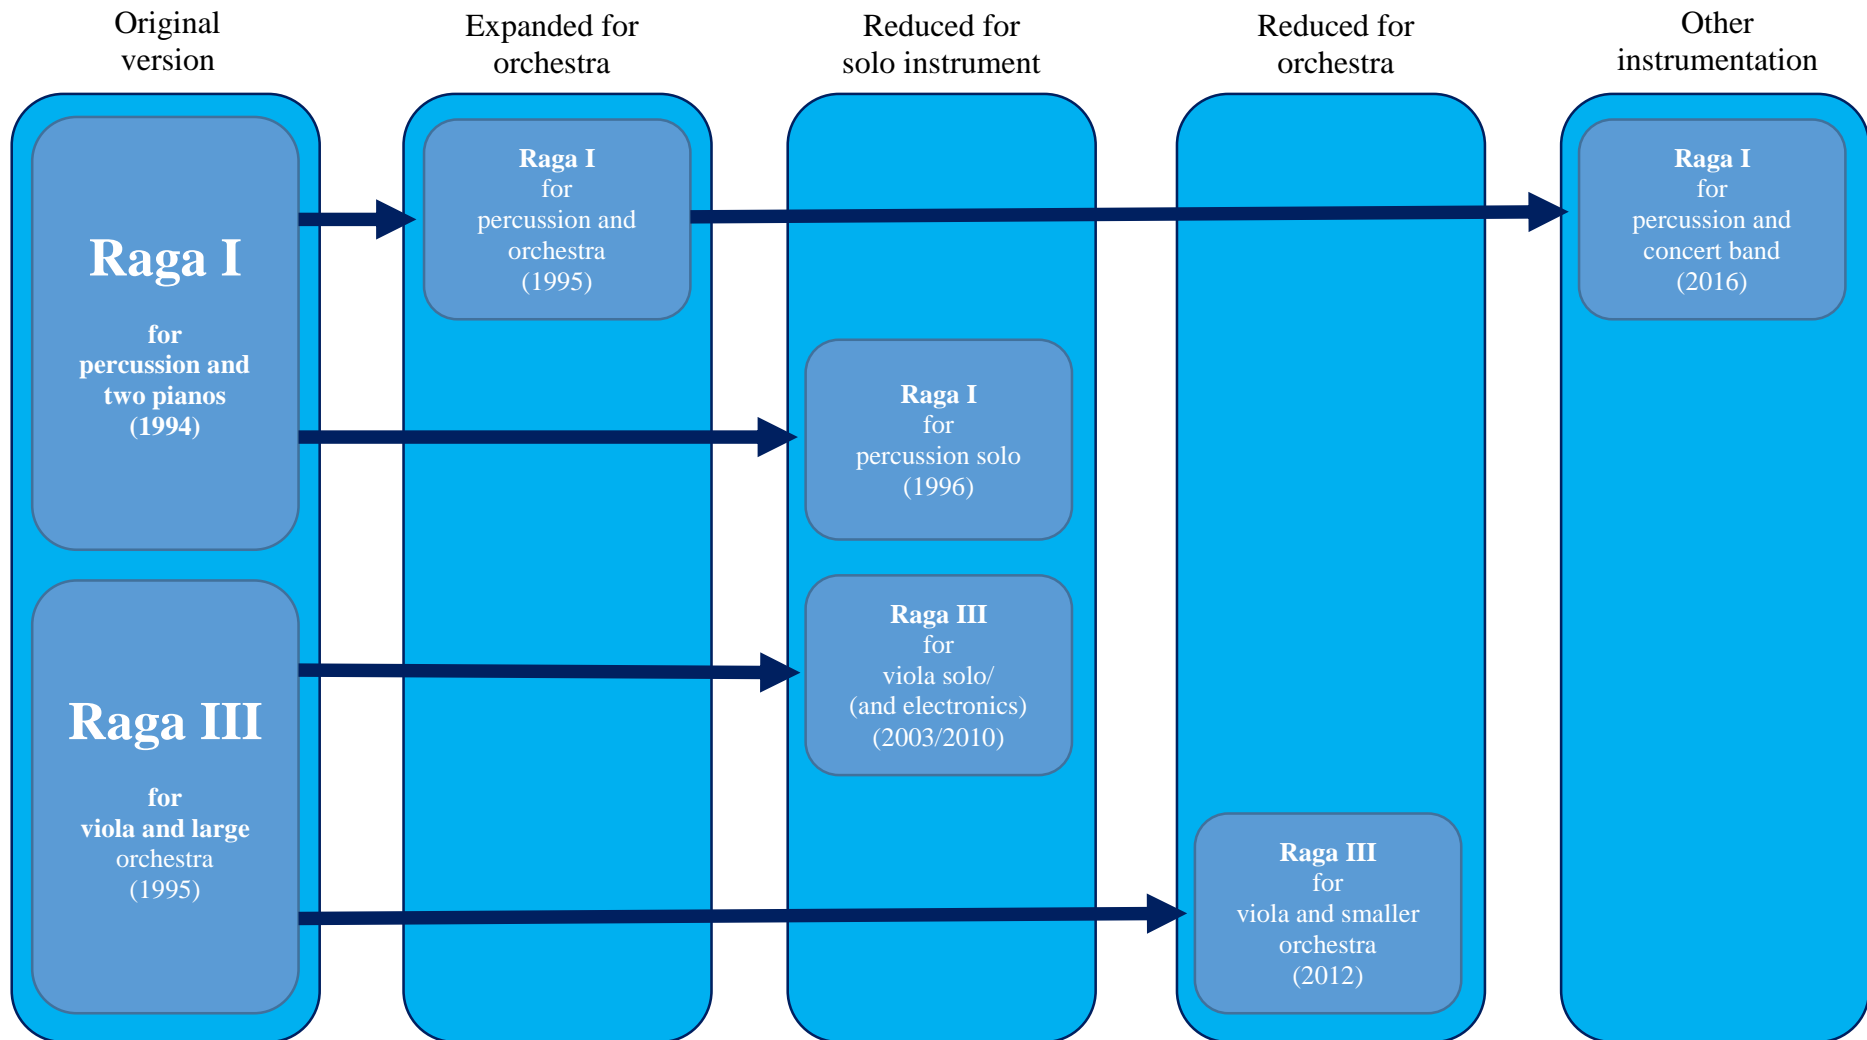 Original
version
Expanded for
orchestra
Reduced for
solo instrument
Reduced for
orchestra
Other
instrumentation
Raga I
for
percussion and
two pianos
(1994)
Raga I
for
percussion and
orchestra
(1995)
Raga I
for
percussion and
concert band
(2016)
Raga I
for
percussion solo
(1996)
Raga III
for
viola and large
orchestra
(1995)
Raga III
for
viola solo/
(and electronics)
(2003/2010)
Raga III
for
viola and smaller
orchestra
(2012)